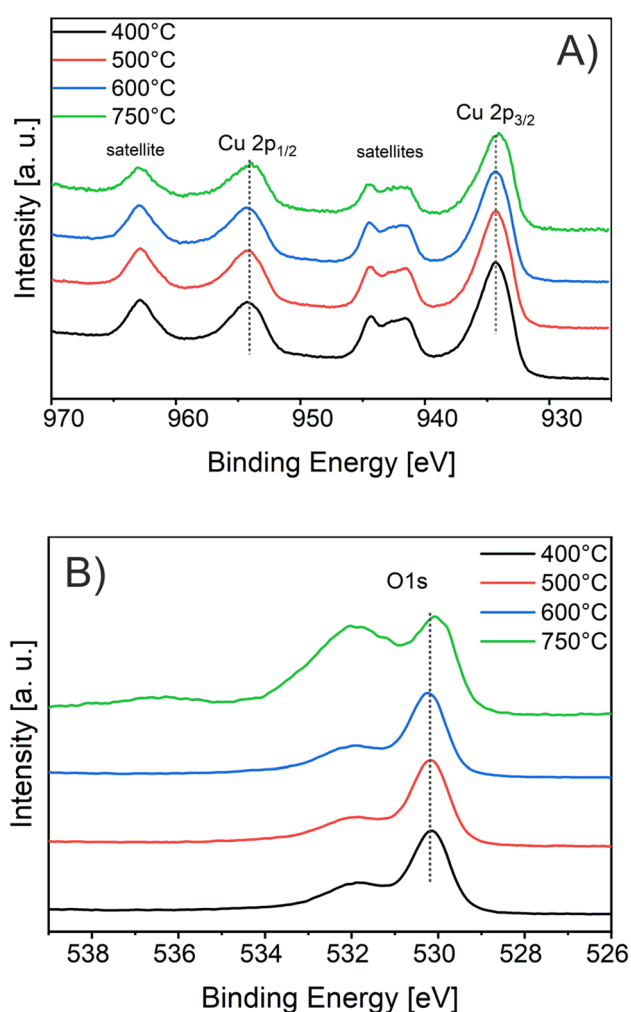 400°C
500°C
600°C
750°C
A)
Cu 2p3/2
Cu 2p1/2
satellite
satellites
Intensity [a. u.]
970 960 950 940 930
Binding Energy [eV]
B)
O1s
400°C
500°C
600°C
750°C
Intensity [a. u.]
538 536 534 532 530 528 526
Binding Energy [eV]